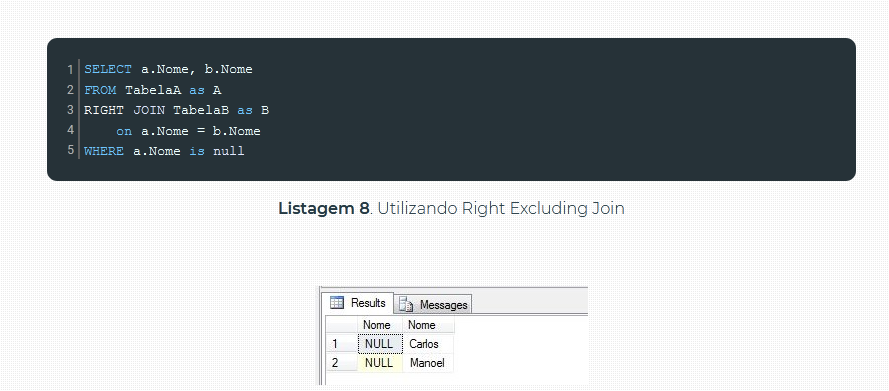 1 SELECT a.Nome, b.Nome
2 FROM TabelaA as A
3 RIGHT JOIN TabelaB as B
4     on a.Nome = b.Nome
5 WHERE a.Nome is null
Listagem 8. Utilizando Right Excluding Join
Results Messages
Nome Nome
1 NULL Carlos
2 NULL Manoel